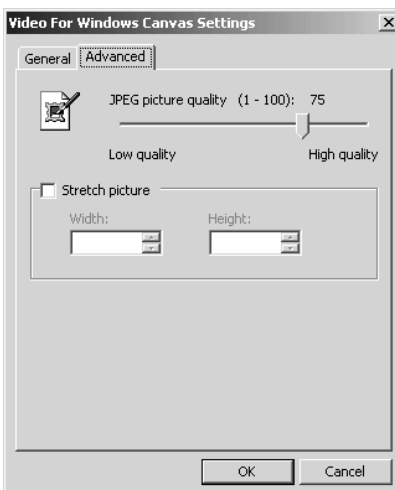 Video For Windows Canvas Settings
General Advanced
JPEG picture quality (1 - 100): 75
Low quality High quality
Stretch picture
Width: Height:
OK Cancel